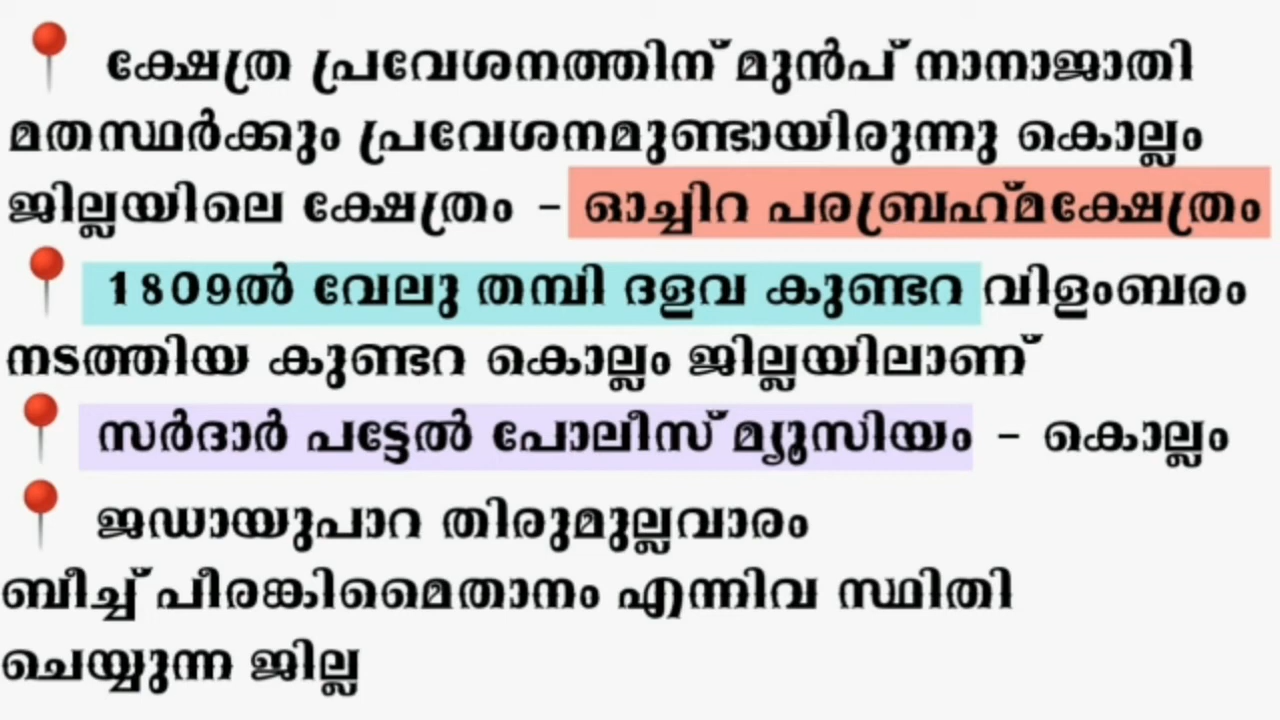 ക്ഷേത്ര പ്രവേശനത്തിന് മുൻപ് നാനാജാതി
മതസ്ഥർക്കും പ്രവേശനമുണ്ടായിരുന്നു കൊല്ലം
ജില്ലയിലെ ക്ഷേത്രം - ഓച്ചിറ പരബ്രഹ്‌മക്ഷേത്രം
1809ൽ വേലു തമ്പി ദളവ കുണ്ടറ വിളംബരം
നടത്തിയ കുണ്ടറ കൊല്ലം ജില്ലയിലാണ്
സർദാർ പട്ടേൽ പോലീസ് മ്യൂസിയം - കൊല്ലം
ജഡായുപാറ തിരുമുല്ലവാരം
ബീച്ച് പീരങ്കിമൈതാനം എന്നിവ സ്ഥിതി
ചെയ്യുന്ന ജില്ല